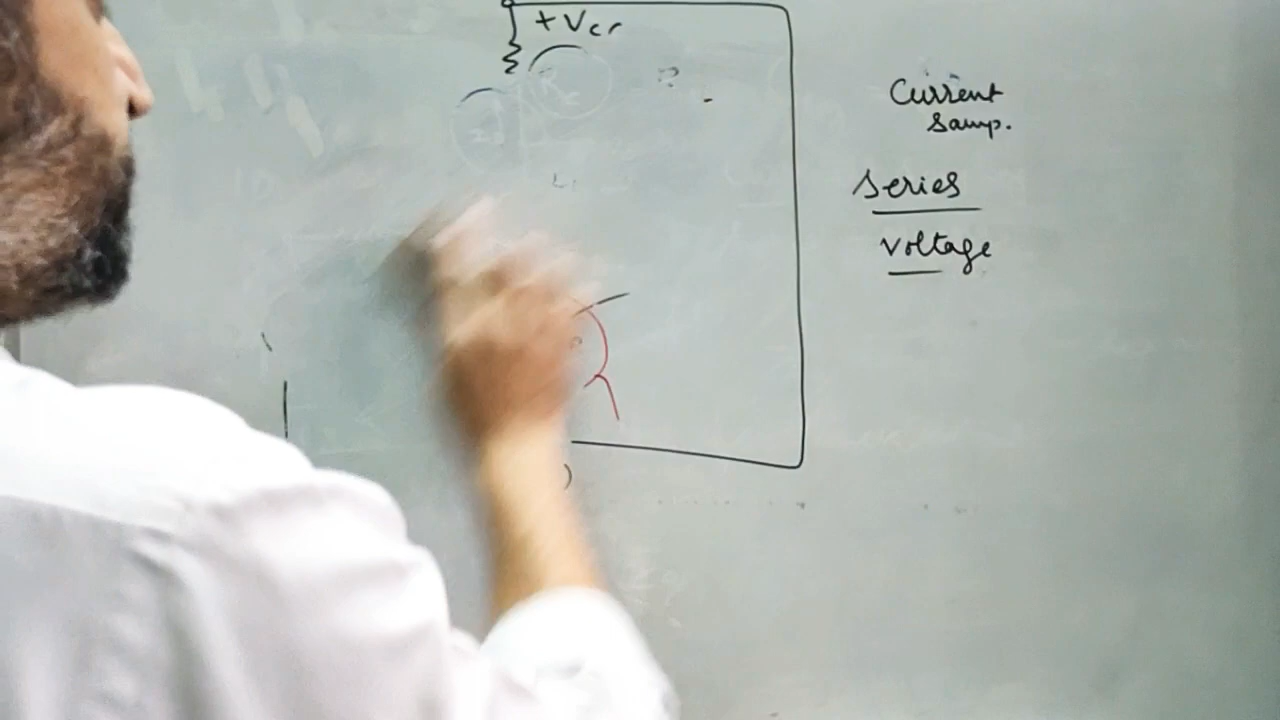 +Vcc
Current
Samp.
Series
Voltage